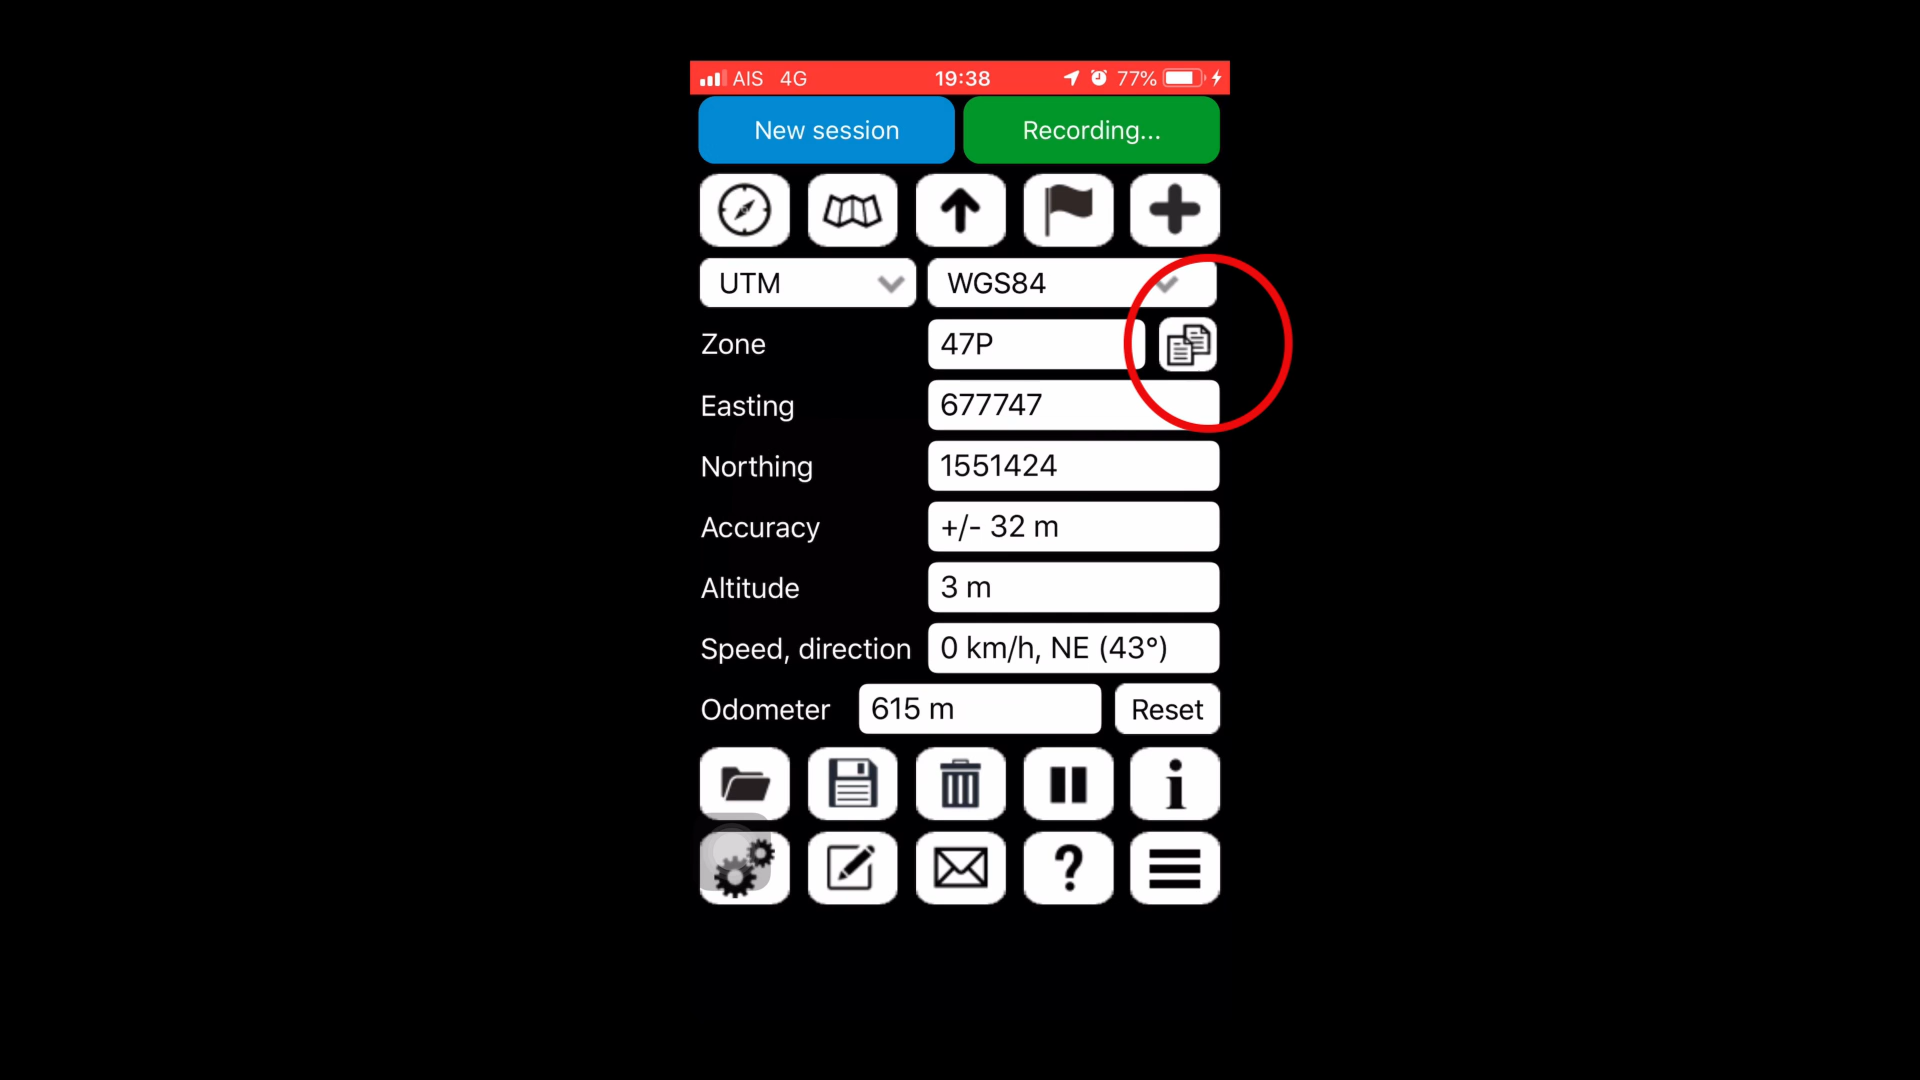 AIS 4G 19:38 77%
New session Recording...
UTM WGS84
Zone 47P
Easting 677747
Northing 1551424
Accuracy +/- 32 m
Altitude 3 m
Speed, direction 0 km/h, NE (43°)
Odometer 615 m Reset